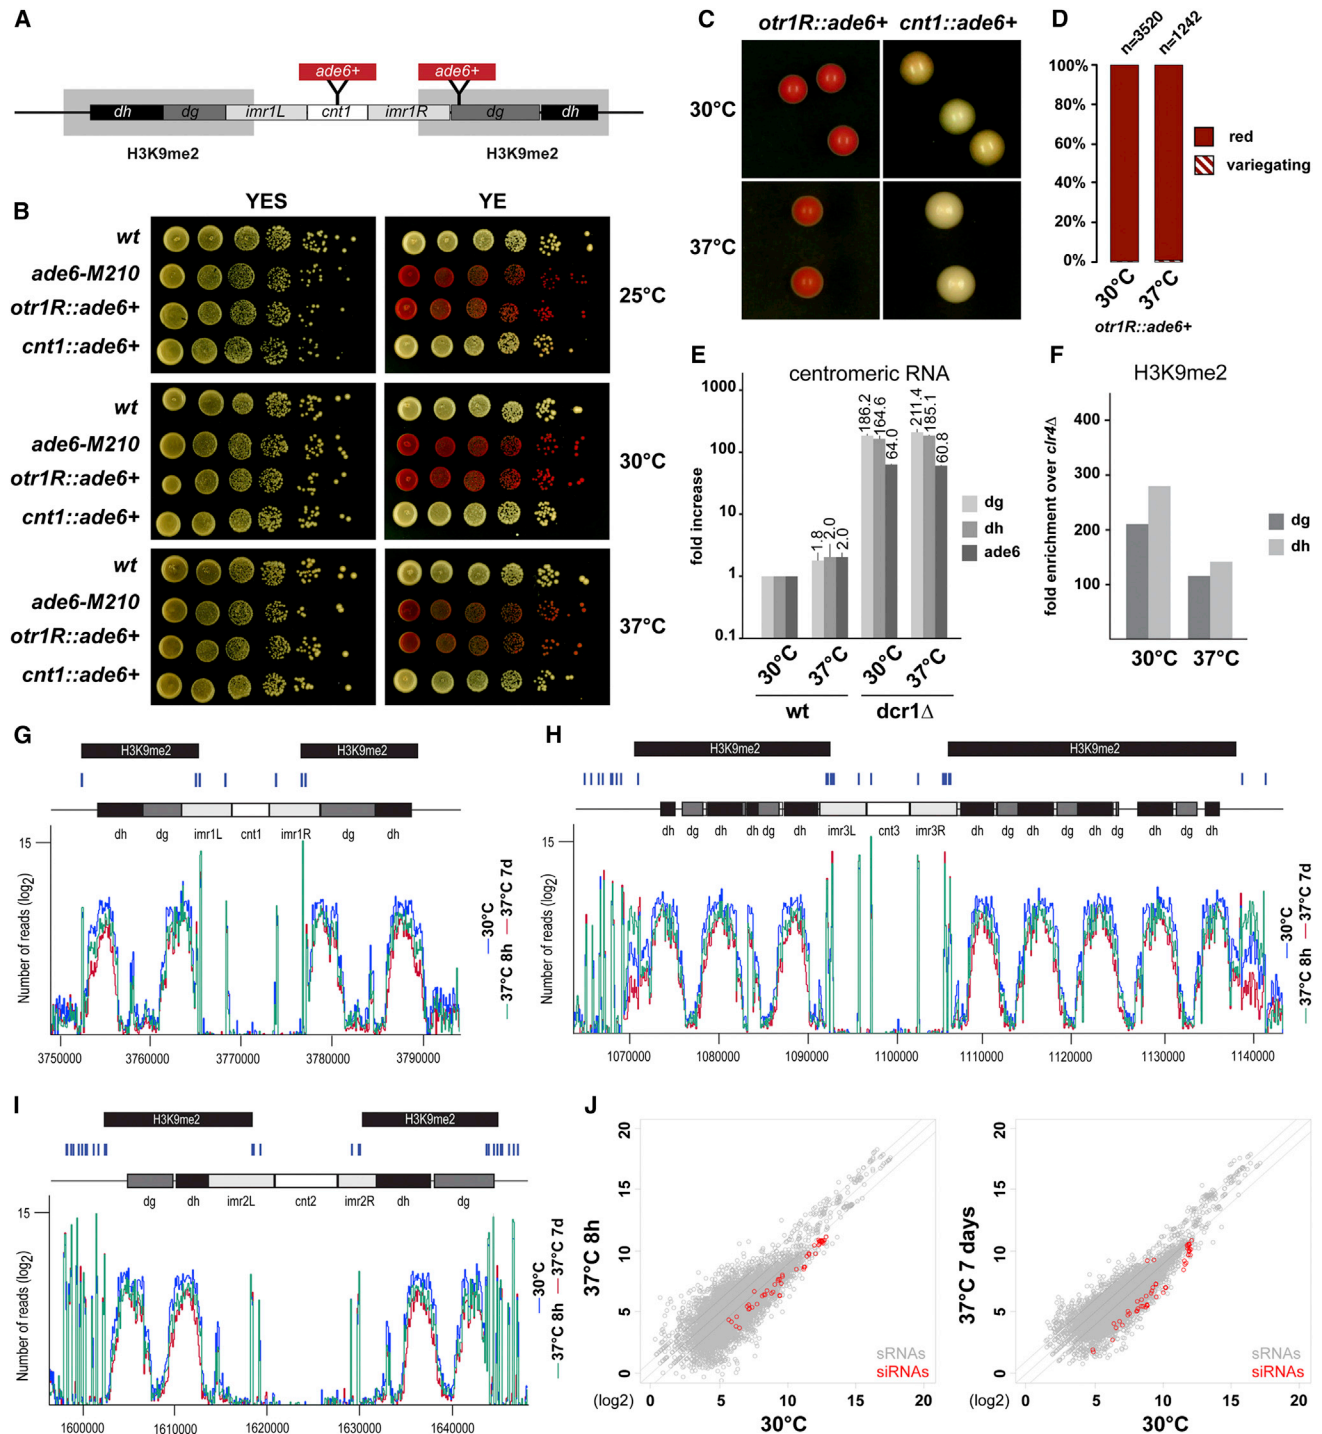 A
ade6+
ade6+
dh
dg
imr1L
cnt1
imr1R
dg
dh
H3K9me2
H3K9me2
B
YES
YE
wt
ade6-M210
otr1R::ade6+
cnt1::ade6+
25°C
wt
ade6-M210
otr1R::ade6+
cnt1::ade6+
30°C
wt
ade6-M210
otr1R::ade6+
cnt1::ade6+
37°C
C
otr1R::ade6+
cnt1::ade6+
30°C
37°C
D
n=3520
n=1242
100%
80%
60%
40%
20%
0%
red
variegating
30°C
37°C
otr1R::ade6+
E
centromeric RNA
fold increase
1000
100
10
1
0.1
1.8
2.0
2.0
186.2
164.6
64.0
211.4
185.1
60.8
dg
dh
ade6
30°C
37°C
30°C
37°C
wt
dcr1Δ
F
H3K9me2
fold enrichment over clr4Δ
400
300
200
100
dg
dh
30°C
37°C
G
H3K9me2
H3K9me2
dh
dg
imr1L
cnt1
imr1R
dg
dh
15
Number of reads (log2)
30°C
37°C 8h
37°C 7d
3750000
3760000
3770000
3780000
3790000
H
H3K9me2
H3K9me2
dh
dg
dh
dh
dg
dh
imr3L
cnt3
imr3R
dh
dg
dh
dg
dh
dh
dg
dh
15
Number of reads (log2)
30°C
37°C 8h
37°C 7d
1070000
1080000
1090000
1100000
1110000
1120000
1130000
1140000
I
H3K9me2
H3K9me2
dg
dh
imr2L
cnt2
imr2R
dh
dg
15
Number of reads (log2)
30°C
37°C 8h
37°C 7d
1600000
1610000
1620000
1630000
1640000
J
37°C 8h
20
15
10
5
0
(log2)
0
5
10
15
20
30°C
sRNAs
siRNAs
37°C 7 days
20
15
10
5
0
(log2)
5
10
15
20
30°C
sRNAs
siRNAs